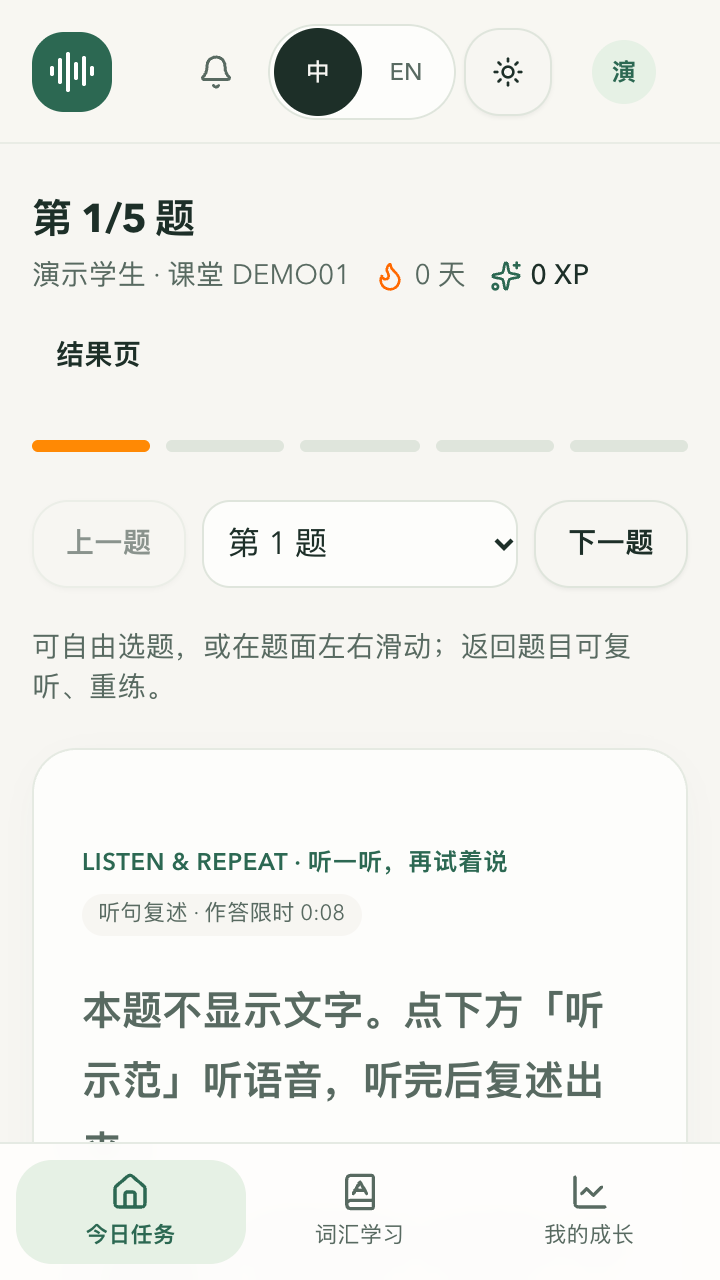 中 EN 演
第 1/5 题
演示学生 · 课堂 DEMO01 0 天 0 XP
结果页
上一题 第 1 题 下一题
可自由选题，或在题面左右滑动；返回题目可复
听、重练。
LISTEN & REPEAT · 听一听，再试着说
听句复述 · 作答限时 0:08
本题不显示文字。点下方「听
示范」听语音，听完后复述出
今日任务 词汇学习 我的成长